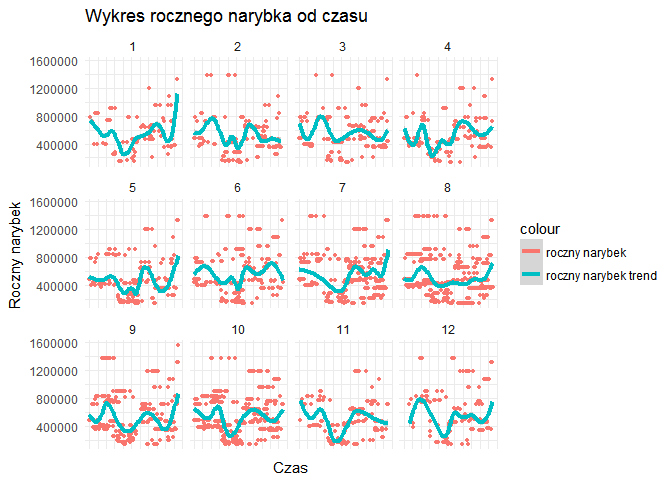 Wykres rocznego narybka od czasu
1 2 3 4
1600000
1200000
800000
400000
5 6 7 8
1600000
1200000
800000
400000
9 10 11 12
1600000
1200000
800000
400000
Roczny narybek
Czas
colour
roczny narybek
roczny narybek trend